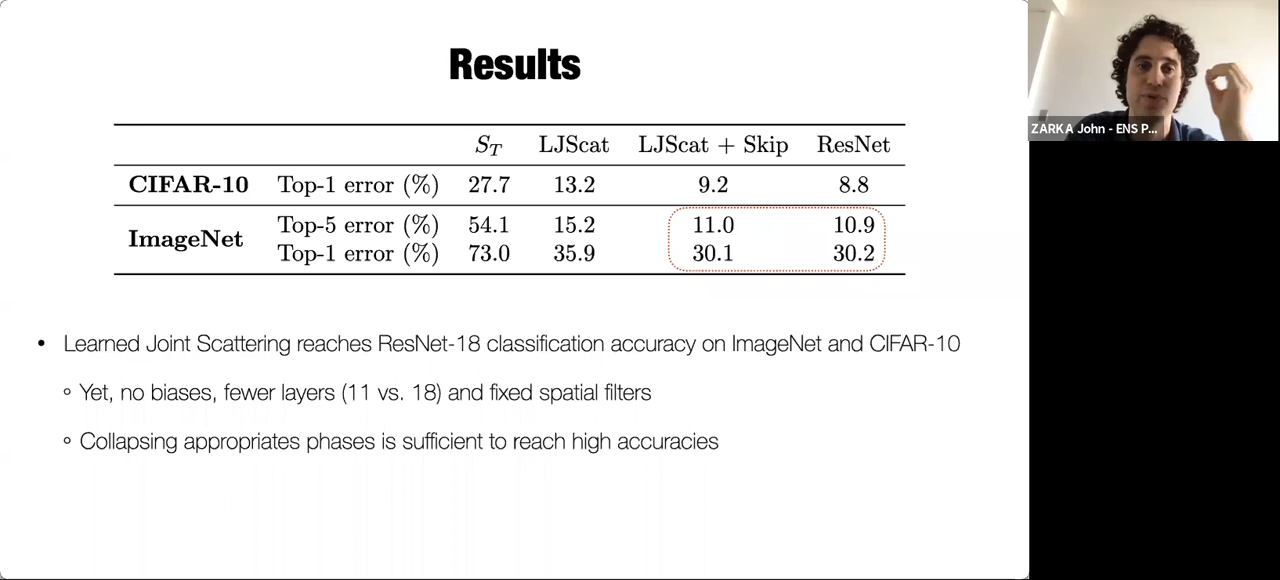 Results
S_T LJScat LJScat + Skip ResNet
CIFAR-10 Top-1 error (%) 27.7 13.2 9.2 8.8
ImageNet Top-5 error (%) 54.1 15.2 11.0 10.9
Top-1 error (%) 73.0 35.9 30.1 30.2
• Learned Joint Scattering reaches ResNet-18 classification accuracy on ImageNet and CIFAR-10
◦ Yet, no biases, fewer layers (11 vs. 18) and fixed spatial filters
◦ Collapsing appropriates phases is sufficient to reach high accuracies
ZARKA John - ENS P...